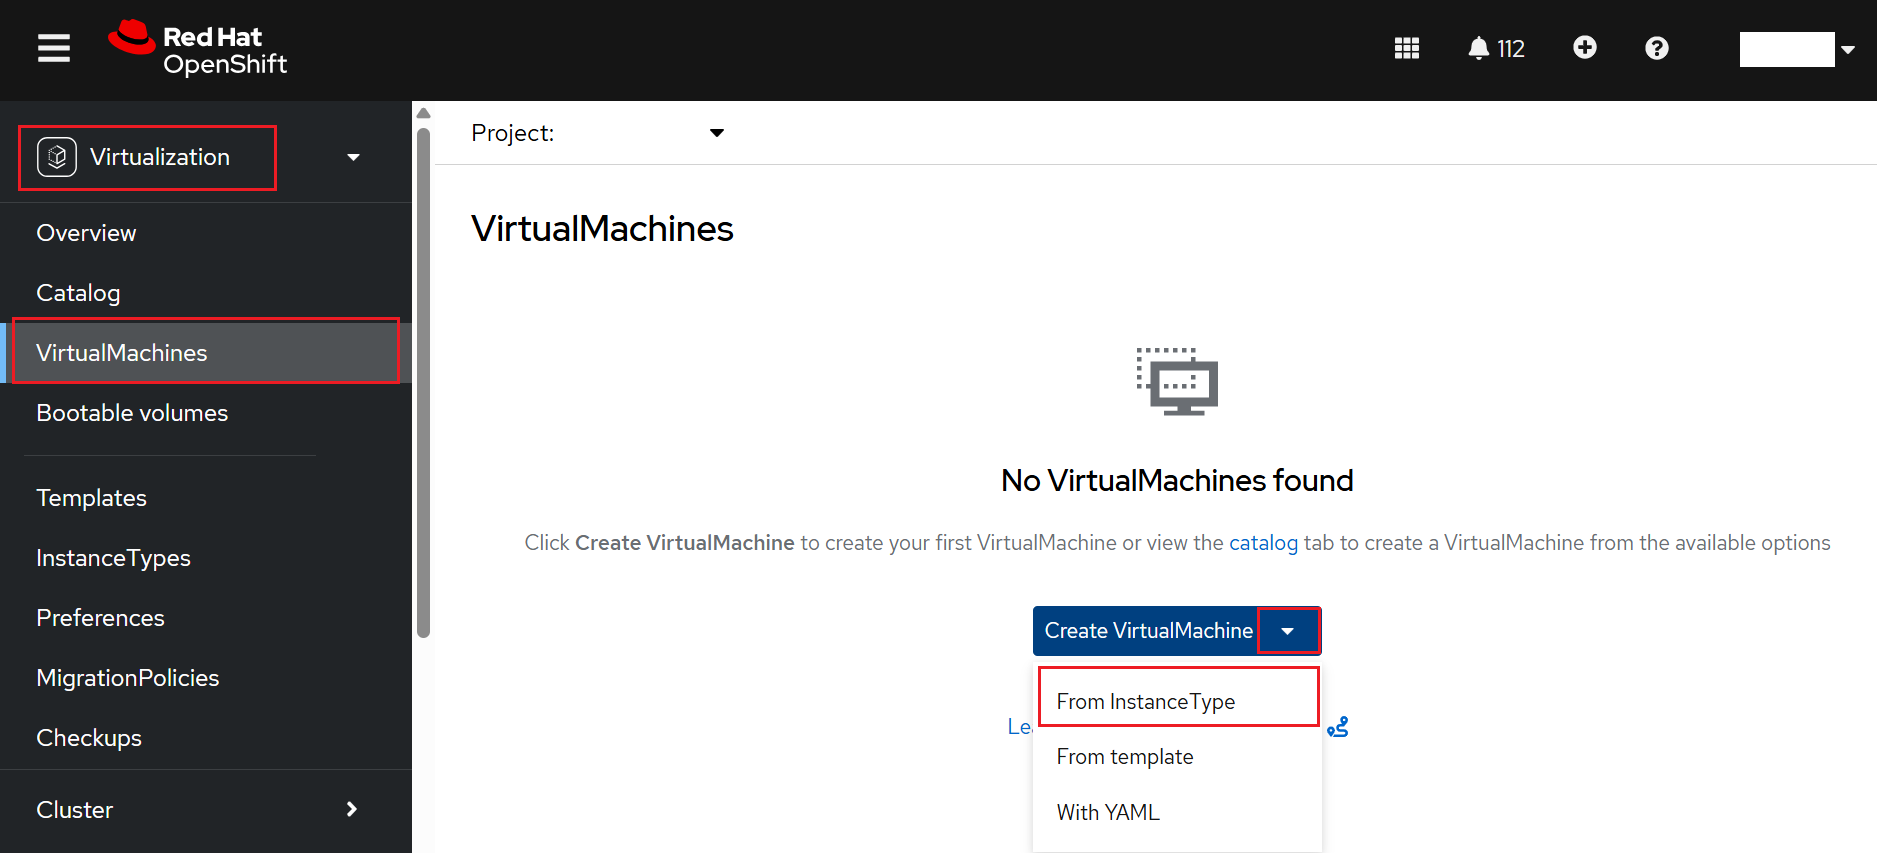 Red Hat
OpenShift
112
Virtualization
Overview
Catalog
VirtualMachines
Bootable volumes
Templates
InstanceTypes
Preferences
MigrationPolicies
Checkups
Cluster
Project:
VirtualMachines
No VirtualMachines found
Click Create VirtualMachine to create your first VirtualMachine or view the catalog tab to create a VirtualMachine from the available options
Create VirtualMachine
From InstanceType
From template
With YAML